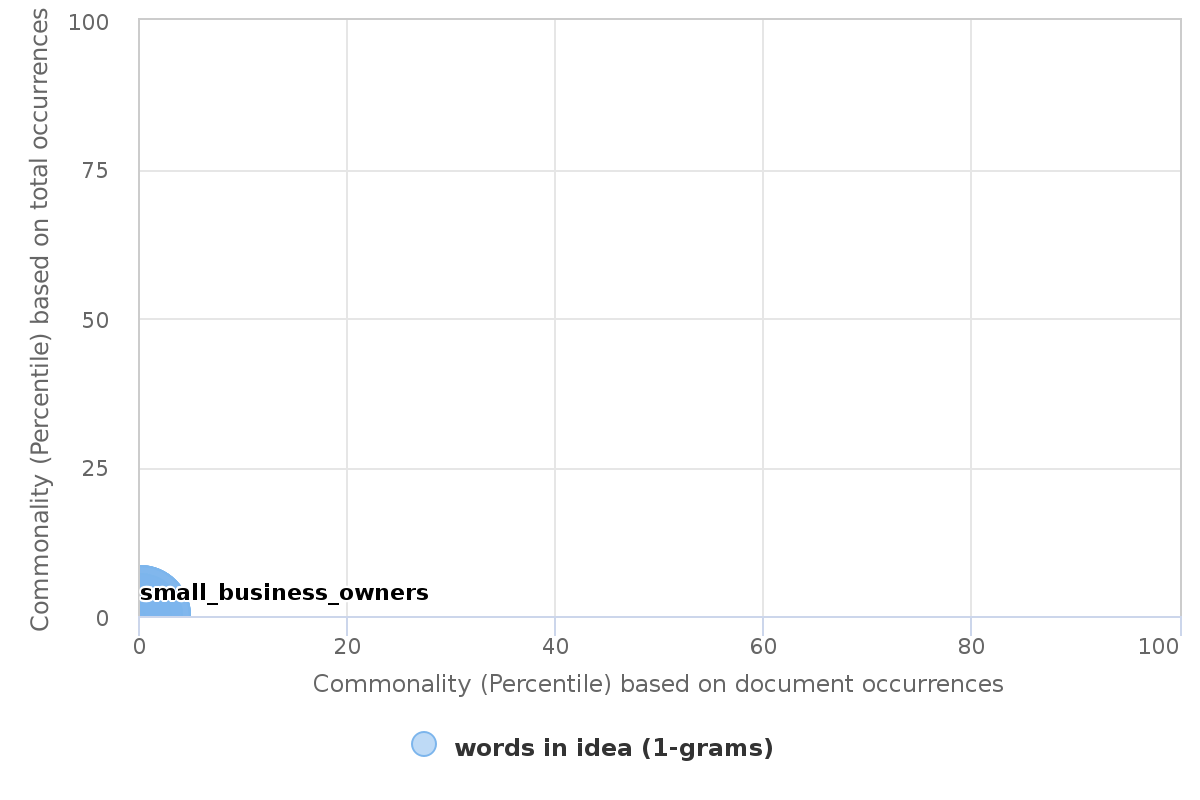 Commonality (Percentile) based on total occurrences
100
75
50
25
0
small_business_owners
0 20 40 60 80 100
Commonality (Percentile) based on document occurrences
words in idea (1-grams)